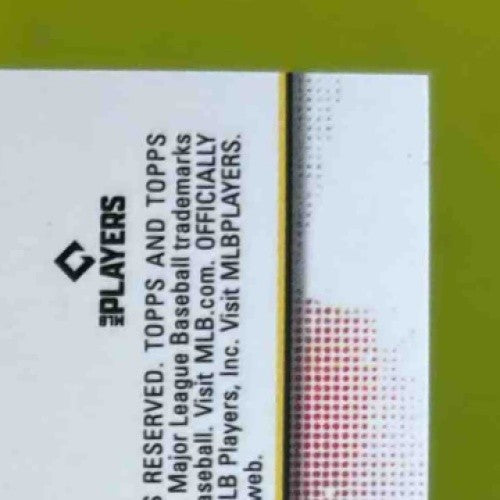 MLB PLAYERS
S RESERVED. TOPPS AND TOPPS
Major League Baseball trademarks
aseball. Visit MLB.com. OFFICIALLY
LB Players, Inc. Visit MLBPLAYERS.
web.